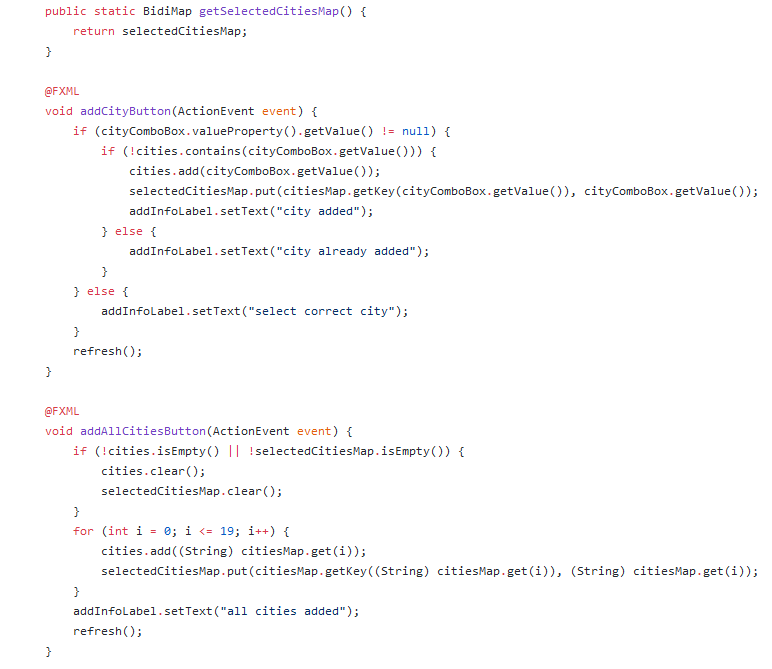 public static BidiMap getSelectedCitiesMap() {
    return selectedCitiesMap;
}

@FXML
void addCityButton(ActionEvent event) {
    if (cityComboBox.valueProperty().getValue() != null) {
        if (!cities.contains(cityComboBox.getValue())) {
            cities.add(cityComboBox.getValue());
            selectedCitiesMap.put(citiesMap.getKey(cityComboBox.getValue()), cityComboBox.getValue());
            addInfoLabel.setText("city added");
        } else {
            addInfoLabel.setText("city already added");
        }
    } else {
        addInfoLabel.setText("select correct city");
    }
    refresh();
}

@FXML
void addAllCitiesButton(ActionEvent event) {
    if (!cities.isEmpty() || !selectedCitiesMap.isEmpty()) {
        cities.clear();
        selectedCitiesMap.clear();
    }
    for (int i = 0; i <= 19; i++) {
        cities.add((String) citiesMap.get(i));
        selectedCitiesMap.put(citiesMap.getKey((String) citiesMap.get(i)), (String) citiesMap.get(i));
    }
    addInfoLabel.setText("all cities added");
    refresh();
}